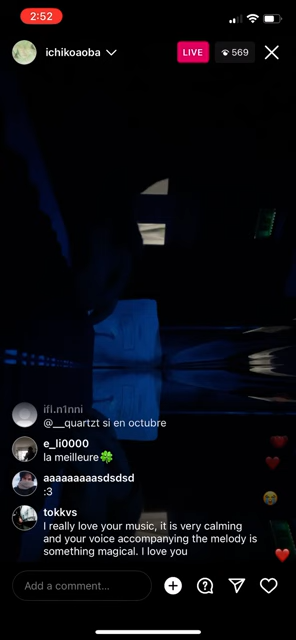 2:52
ichikoaoba
LIVE
569
ifi.n1nni
@__quartzt si en octubre
e_li0000
la meilleure🍀
aaaaaaaaasdsdsd
:3
tokkvs
I really love your music, it is very calming
and your voice accompanying the melody is
something magical. I love you
Add a comment...